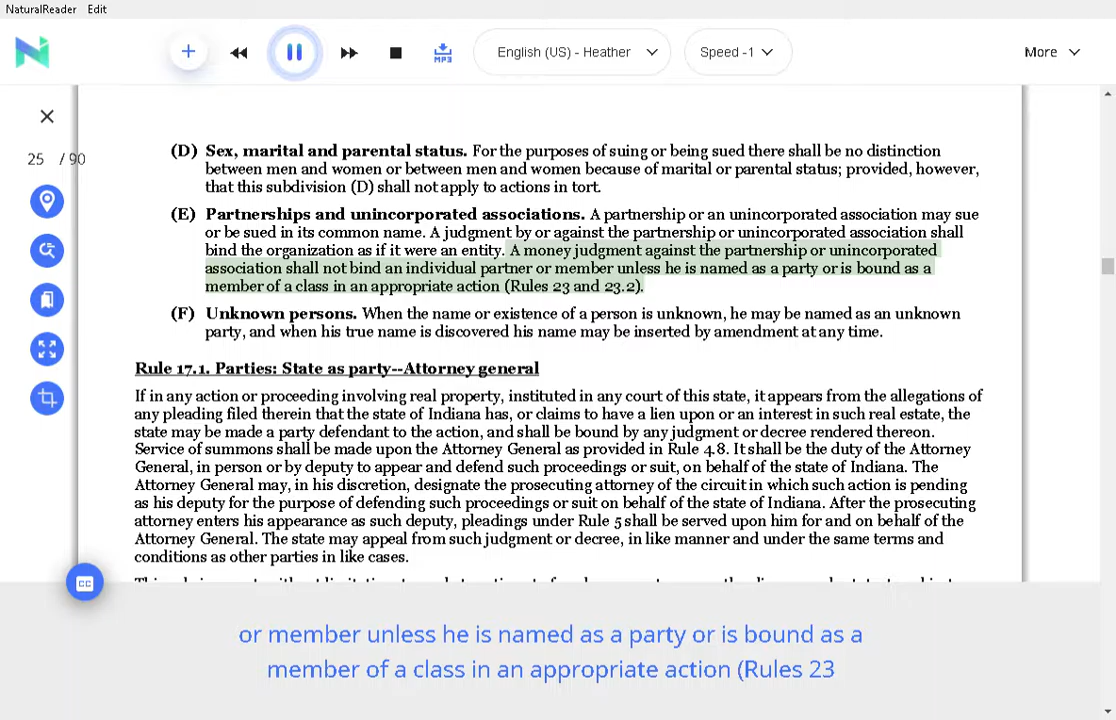 NaturalReader Edit
MP3 English (US) - Heather Speed -1 More
25 / 90
(D) Sex, marital and parental status. For the purposes of suing or being sued there shall be no distinction
between men and women or between men and women because of marital or parental status; provided, however,
that this subdivision (D) shall not apply to actions in tort.
(E) Partnerships and unincorporated associations. A partnership or an unincorporated association may sue
or be sued in its common name. A judgment by or against the partnership or unincorporated association shall
bind the organization as if it were an entity. A money judgment against the partnership or unincorporated
association shall not bind an individual partner or member unless he is named as a party or is bound as a
member of a class in an appropriate action (Rules 23 and 23.2).
(F) Unknown persons. When the name or existence of a person is unknown, he may be named as an unknown
party, and when his true name is discovered his name may be inserted by amendment at any time.
Rule 17.1. Parties: State as party--Attorney general
If in any action or proceeding involving real property, instituted in any court of this state, it appears from the allegations of
any pleading filed therein that the state of Indiana has, or claims to have a lien upon or an interest in such real estate, the
state may be made a party defendant to the action, and shall be bound by any judgment or decree rendered thereon.
Service of summons shall be made upon the Attorney General as provided in Rule 4.8. It shall be the duty of the Attorney
General, in person or by deputy to appear and defend such proceedings or suit, on behalf of the state of Indiana. The
Attorney General may, in his discretion, designate the prosecuting attorney of the circuit in which such action is pending
as his deputy for the purpose of defending such proceedings or suit on behalf of the state of Indiana. After the prosecuting
attorney enters his appearance as such deputy, pleadings under Rule 5 shall be served upon him for and on behalf of the
Attorney General. The state may appeal from such judgment or decree, in like manner and under the same terms and
conditions as other parties in like cases.
CC
or member unless he is named as a party or is bound as a
member of a class in an appropriate action (Rules 23